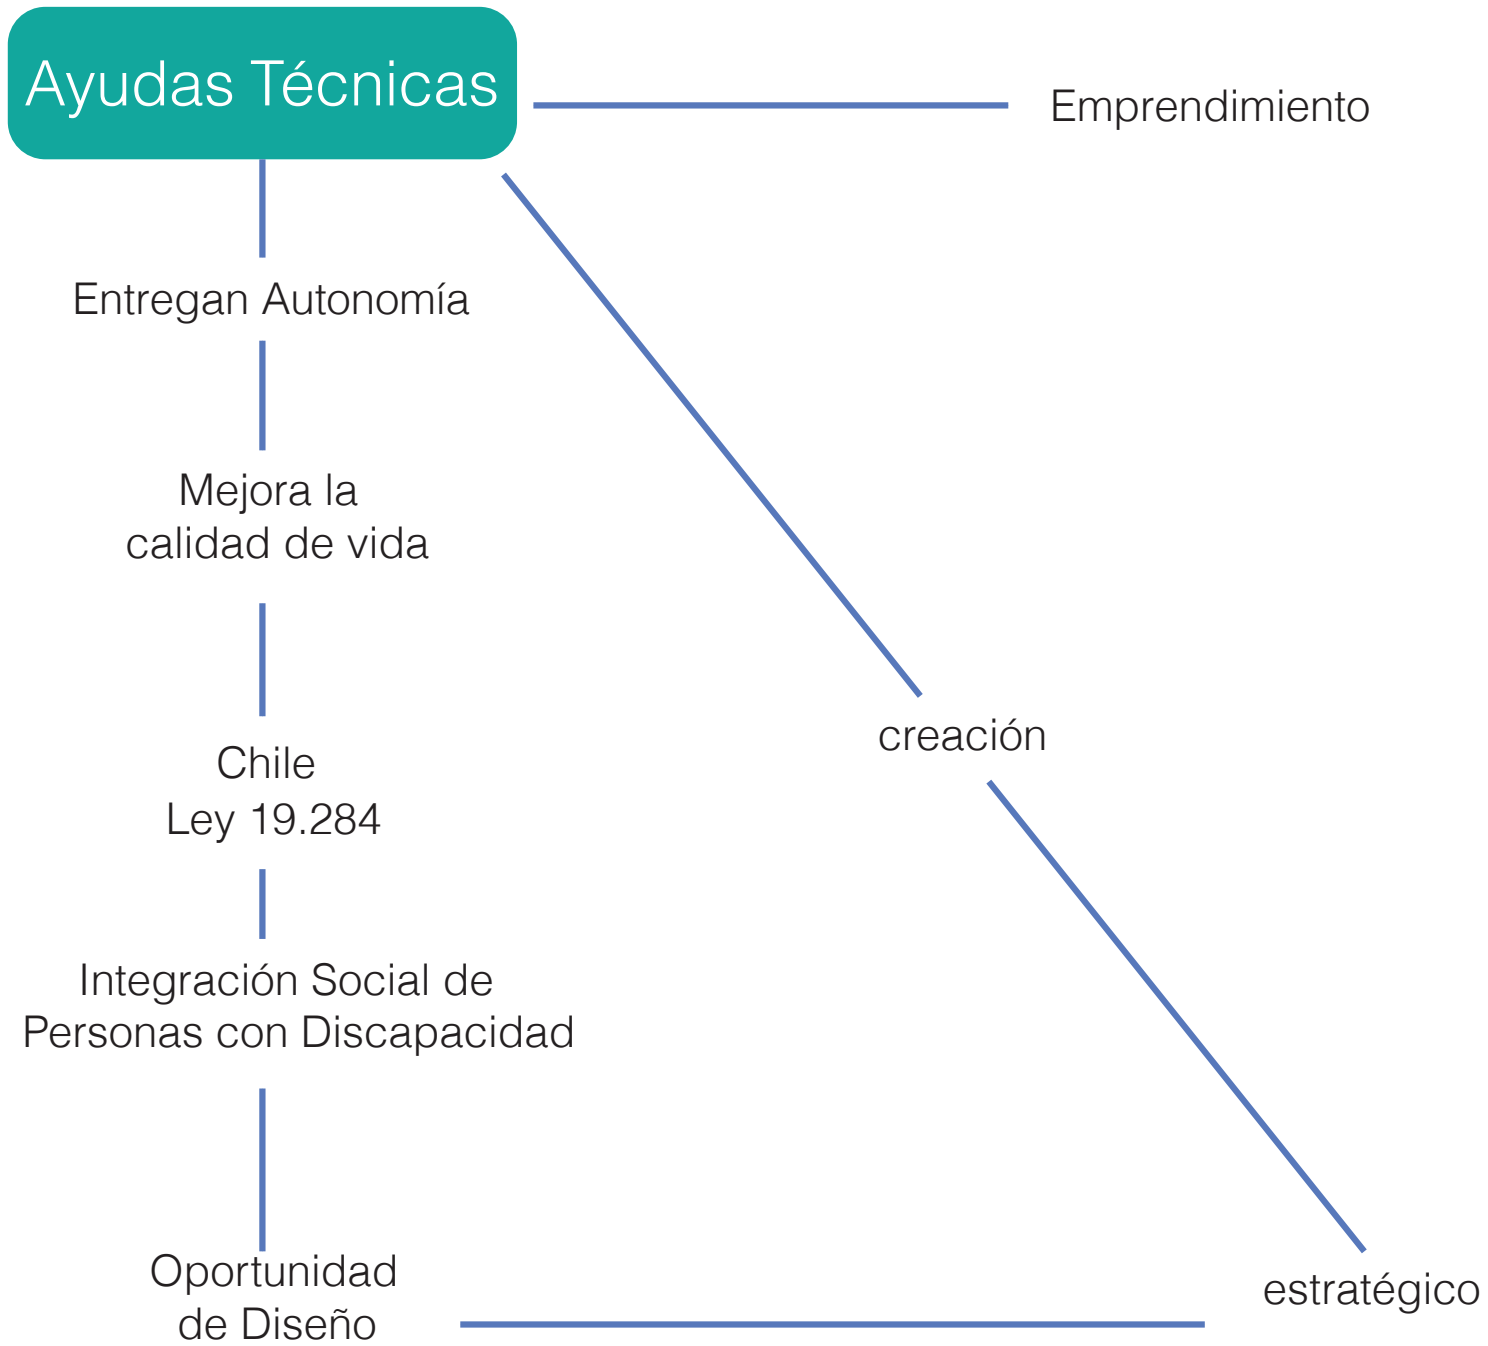 Ayudas Técnicas
Emprendimiento
Entregan Autonomía
Mejora la
calidad de vida
creación
Chile
Ley 19.284
Integración Social de
Personas con Discapacidad
Oportunidad
de Diseño
estratégico